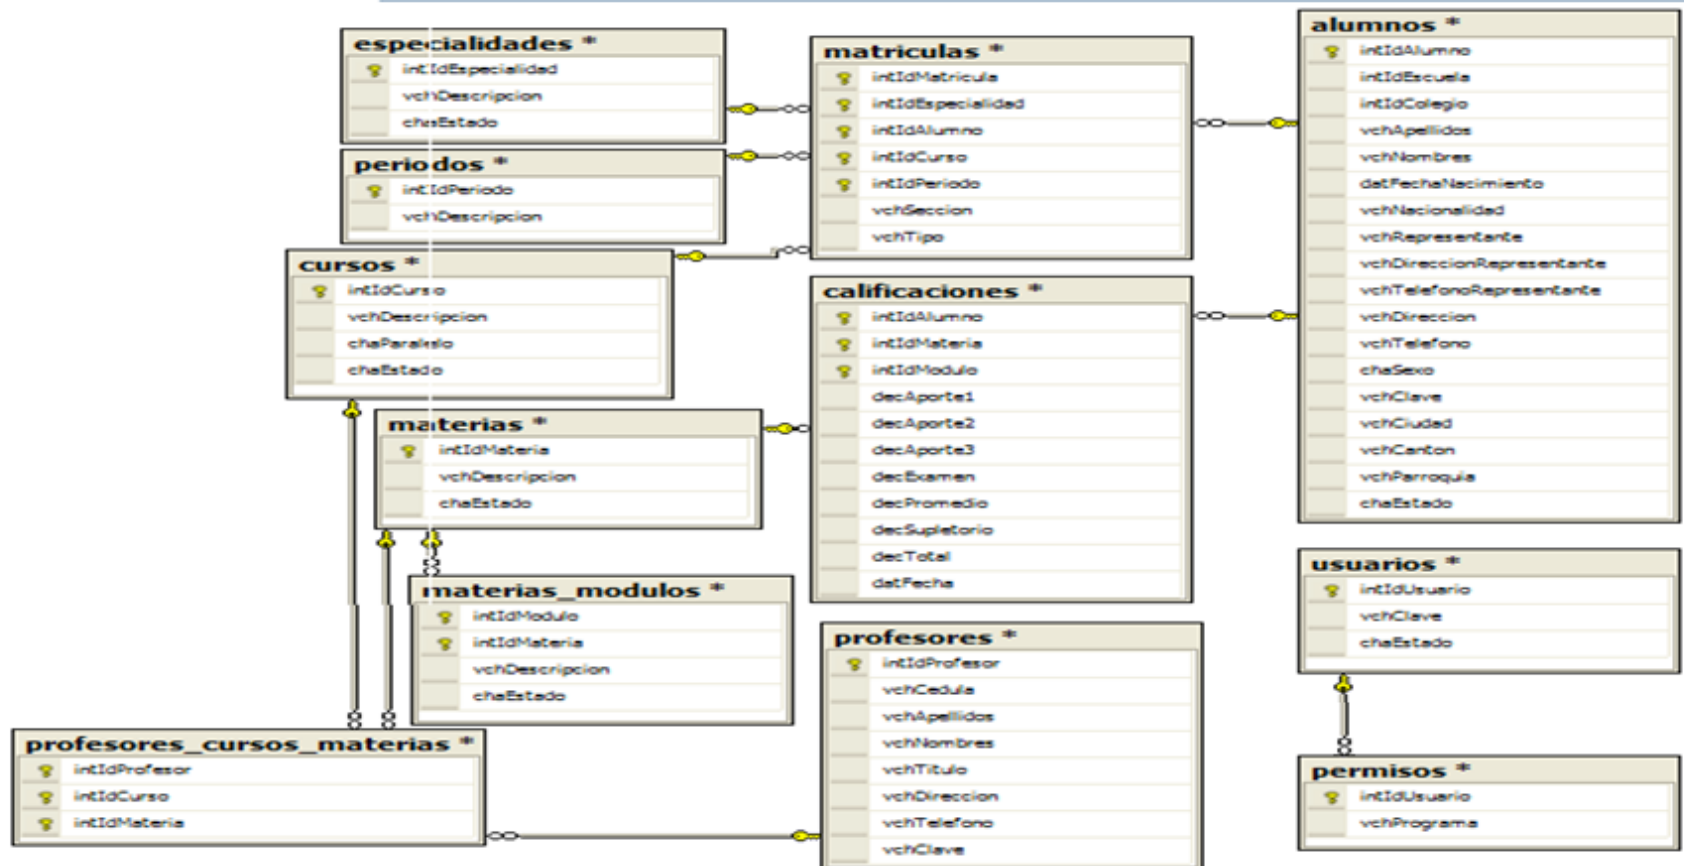 especialidades *
intIdEspecialidad
vchDescripcion
chaEstado
periodos *
intIdPeriodo
vchDescripcion
cursos *
intIdCurso
vchDescripcion
chaParalelo
chaEstado
materias *
intIdMateria
vchDescripcion
chaEstado
materias_modulos *
intIdModulo
intIdMateria
vchDescripcion
chaEstado
profesores_cursos_materias *
intIdProfesor
intIdCurso
intIdMateria
matriculas *
intIdMatricula
intIdEspecialidad
intIdAlumno
intIdCurso
intIdPeriodo
vchSeccion
vchTipo
calificaciones *
intIdAlumno
intIdMateria
intIdModulo
decAporte1
decAporte2
decAporte3
decExamen
decPromedio
decSupletorio
decTotal
datFecha
profesores *
intIdProfesor
vchCedula
vchApellidos
vchNombres
vchTitulo
vchDireccion
vchTelefono
vchClave
alumnos *
intIdAlumno
intIdEscuela
intIdColegio
vchApellidos
vchNombres
datFechaNacimiento
vchNacionalidad
vchRepresentante
vchDireccionRepresentante
vchTelefonoRepresentante
vchDireccion
vchTelefono
chaSexo
vchClave
vchCiudad
vchCanton
vchParroquia
chaEstado
usuarios *
intIdUsuario
vchClave
chaEstado
permisos *
intIdUsuario
vchPrograma